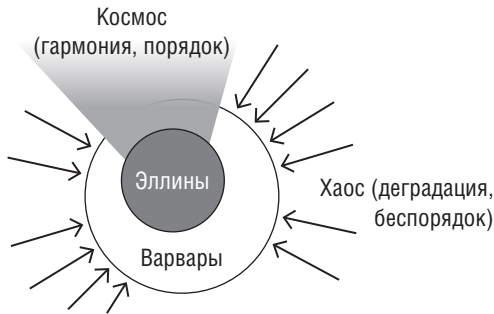 Космос
(гармония, порядок)
Эллины
Хаос (деградация,
беспорядок)
Варвары